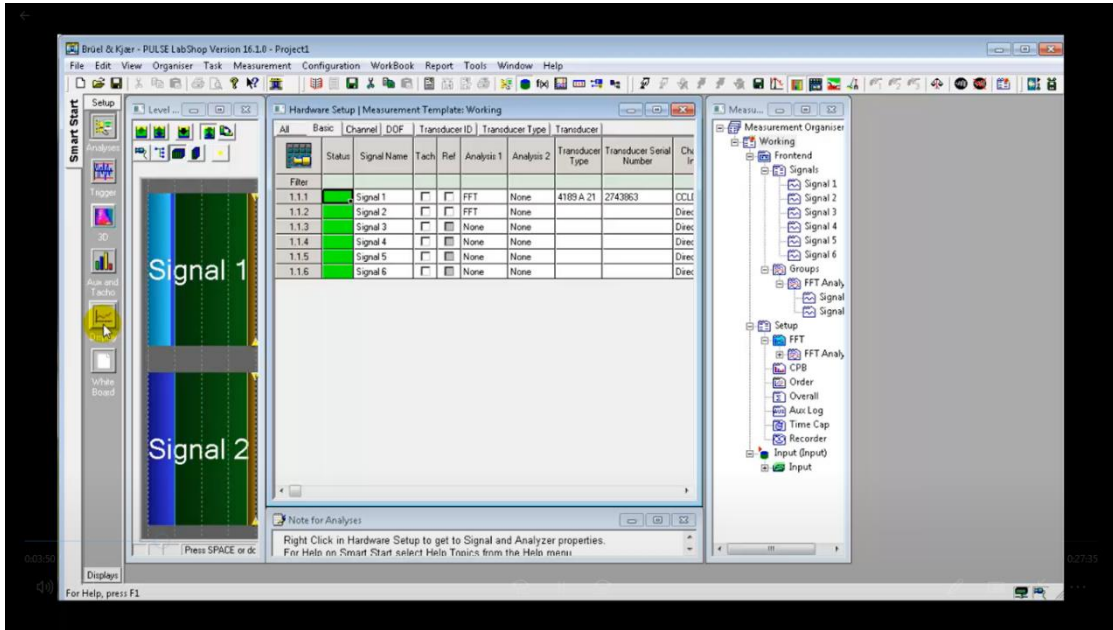 Brüel & Kjær - PULSE LabShop Version 16.1.0 - Project1
File Edit View Organiser Task Measurement Configuration WorkBook Report Tools Window Help
Smart Start
Setup
Analyses
Trigger
3D
Aux and
Tacho
White
Board
Displays
Level ...
Signal 1
Signal 2
Press SPACE or dc
Hardware Setup | Measurement Template: Working
All Basic Channel DOF Transducer ID Transducer Type Transducer
Status Signal Name Tach Ref Analysis 1 Analysis 2 Transducer Type Transducer Serial Number
Filter
1.1.1 Signal 1 FFT None 4189 A 21 2743863 CCLD
1.1.2 Signal 2 FFT None Direc
1.1.3 Signal 3 None None Direc
1.1.4 Signal 4 None None Direc
1.1.5 Signal 5 None None Direc
1.1.6 Signal 6 None None Direc
Note for Analyses
Right Click in Hardware Setup to get to Signal and Analyzer properties.
For Help on Smart Start select Help Topics from the Help menu
Measu...
Measurement Organiser
Working
Frontend
Signals
Signal 1
Signal 2
Signal 3
Signal 4
Signal 5
Signal 6
Groups
FFT Analy
Signal
Signal
Setup
FFT
FFT Analy
CPB
Order
Overall
Aux Log
Time Cap
Recorder
Input (Input)
Input
0:03:50
0:27:35
For Help, press F1